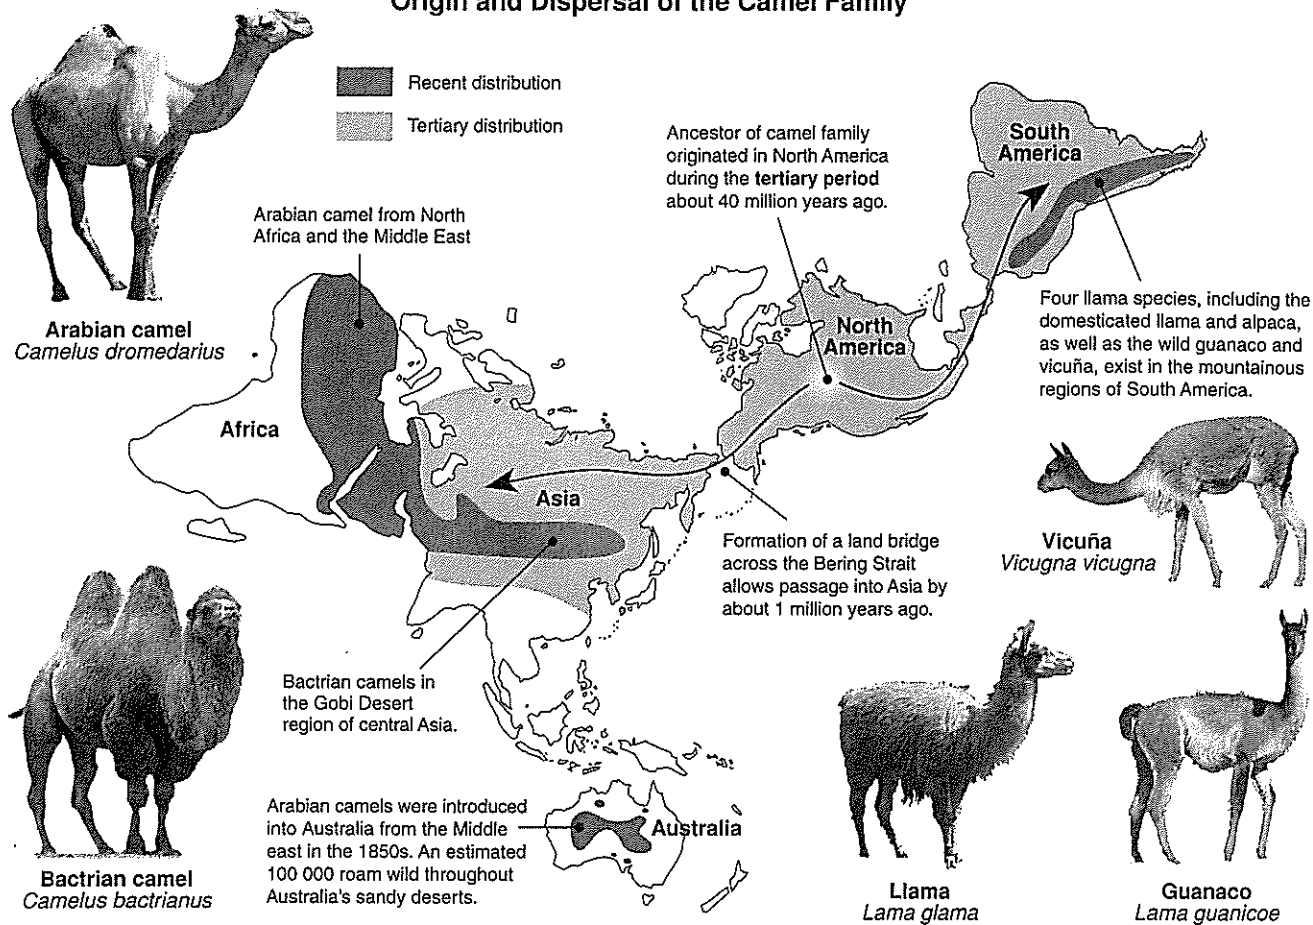 Origin and Dispersal of the Camel Family
Recent distribution
Tertiary distribution
Ancestor of camel family
originated in North America
during the tertiary period
about 40 million years ago.
South
America
Arabian camel from North
Africa and the Middle East
Arabian camel
Camelus dromedarius
North
America
Four llama species, including the
domesticated llama and alpaca,
as well as the wild guanaco and
vicuña, exist in the mountainous
regions of South America.
Africa
Asia
Formation of a land bridge
across the Bering Strait
allows passage into Asia by
about 1 million years ago.
Vicuña
Vicugna vicugna
Bactrian camels in
the Gobi Desert
region of central Asia.
Arabian camels were introduced
into Australia from the Middle
east in the 1850s. An estimated
100 000 roam wild throughout
Australia's sandy deserts.
Australia
Bactrian camel
Camelus bactrianus
Llama
Lama glama
Guanaco
Lama guanicoe